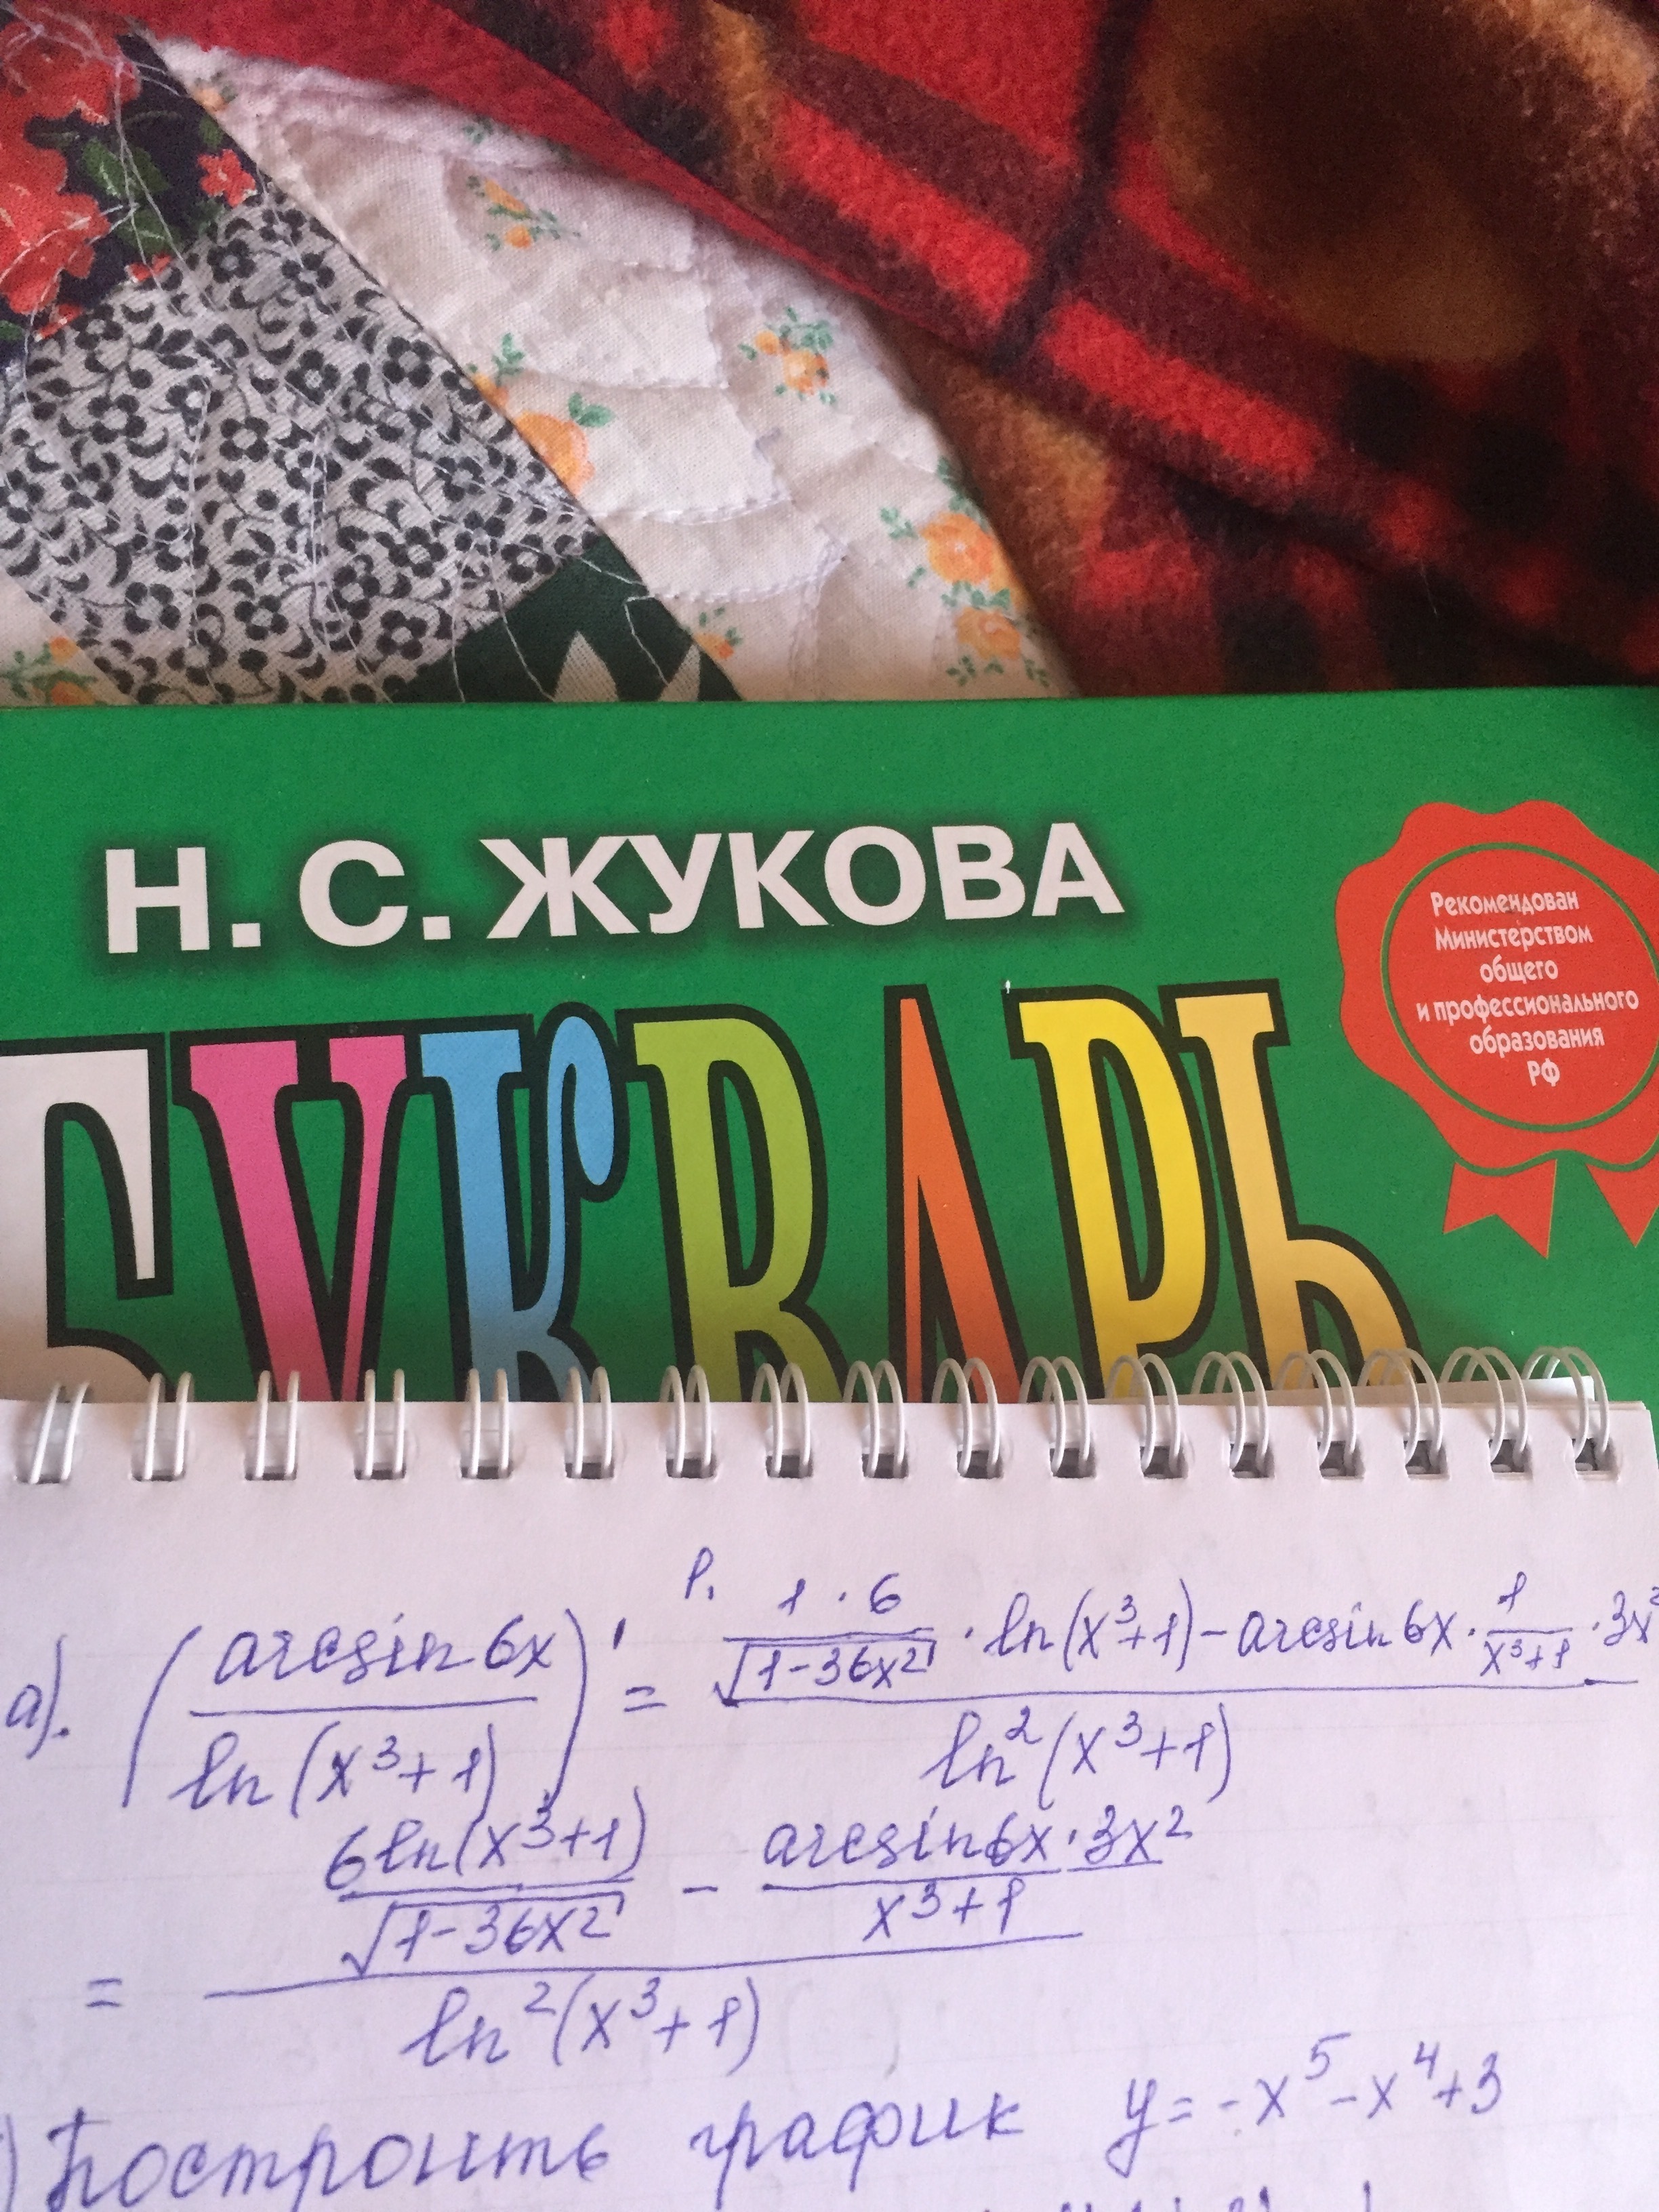 Н. С. ЖУКОВА
БУКВАРЬ
Рекомендован
Министерством
общего
и профессионального
образования
РФ
а). (arcsin 6x / ln(x³+1))' = (1·6/√(1-36x²) · ln(x³+1) - arcsin 6x · 1/(x³+1) · 3x²) / ln²(x³+1)
= (6ln(x³+1)/√(1-36x²) - arcsin6x·3x²/(x³+1)) / ln²(x³+1)
) Построить график y = -x⁵-x⁴+3